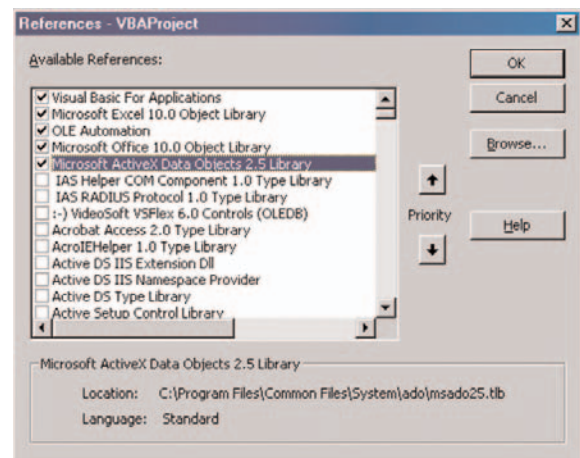 References - VBAProject
Available References:
OK
Cancel
Browse...
Visual Basic For Applications
Microsoft Excel 10.0 Object Library
OLE Automation
Microsoft Office 10.0 Object Library
Microsoft ActiveX Data Objects 2.5 Library
IAS Helper COM Component 1.0 Type Library
IAS RADIUS Protocol 1.0 Type Library
:-) VideoSoft VSFlex 6.0 Controls (OLEDB)
Acrobat Access 2.0 Type Library
AcroIEHelper 1.0 Type Library
Active DS IIS Extension Dll
Active DS IIS Namespace Provider
Active DS Type Library
Active Setup Control Library
Priority
Help
Microsoft ActiveX Data Objects 2.5 Library
Location: C:\Program Files\Common Files\System\ado\msado25.tlb
Language: Standard